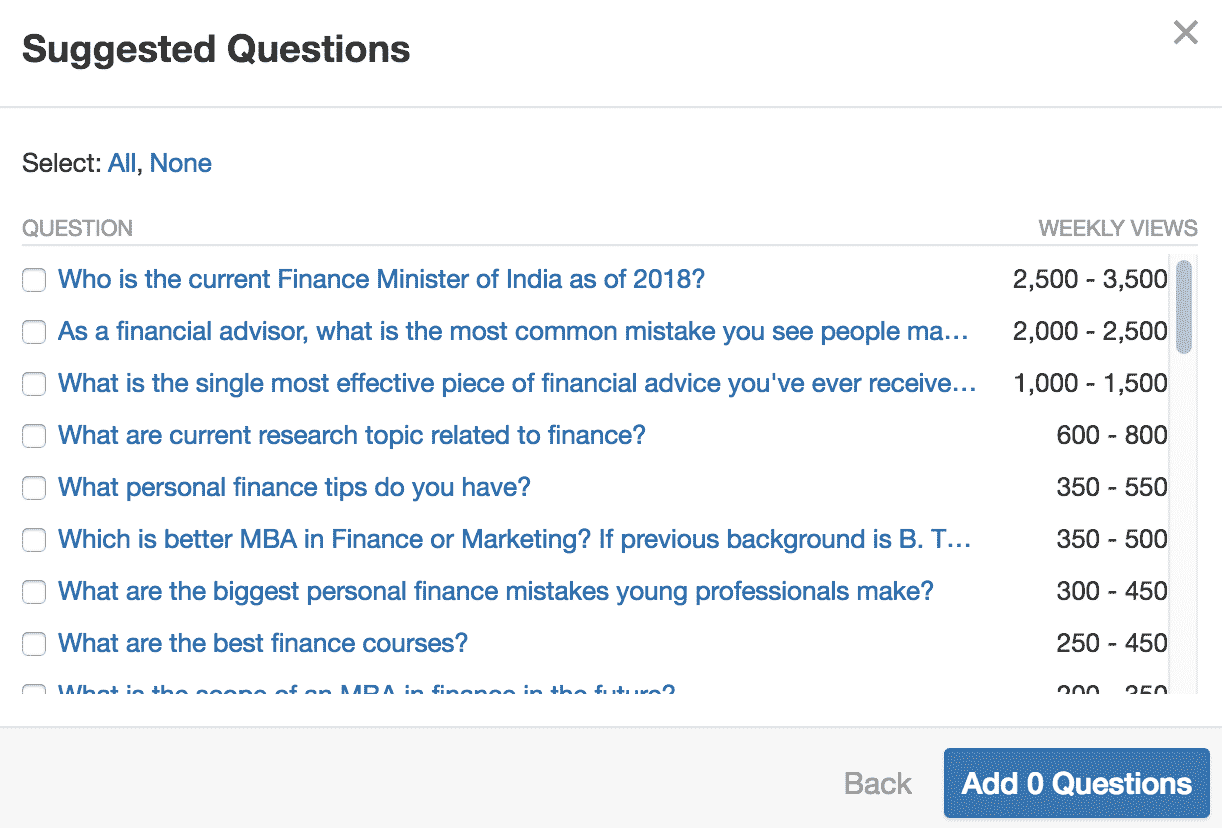 Suggested Questions
Select: All, None
QUESTION WEEKLY VIEWS
Who is the current Finance Minister of India as of 2018? 2,500 - 3,500
As a financial advisor, what is the most common mistake you see people ma... 2,000 - 2,500
What is the single most effective piece of financial advice you've ever receive... 1,000 - 1,500
What are current research topic related to finance? 600 - 800
What personal finance tips do you have? 350 - 550
Which is better MBA in Finance or Marketing? If previous background is B. T... 350 - 500
What are the biggest personal finance mistakes young professionals make? 300 - 450
What are the best finance courses? 250 - 450
What is the scope of an MBA in finance in the future? 200 - 350
Back Add 0 Questions